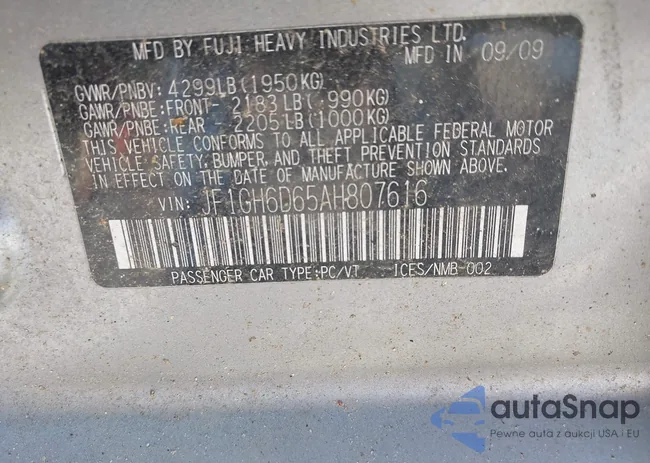 MFD BY FUJI HEAVY INDUSTRIES LTD.
MFD IN 09/09
GVWR/PNBV: 4299LB (1950KG)
GAWR/PNBE: FRONT- 2183LB ( 990KG)
GAWR/PNBE: REAR - 2205LB (1000KG)
THIS VEHICLE CONFORMS TO ALL APPLICABLE FEDERAL MOTOR
VEHICLE SAFETY, BUMPER, AND THEFT PREVENTION STANDARDS
IN EFFECT ON THE DATE OF MANUFACTURE SHOWN ABOVE.
VIN: JF1GH6D65AH807616
PASSENGER CAR TYPE:PC/VT ICES/NMB-002
autaSnap
Pewne auta z aukcji USA i EU